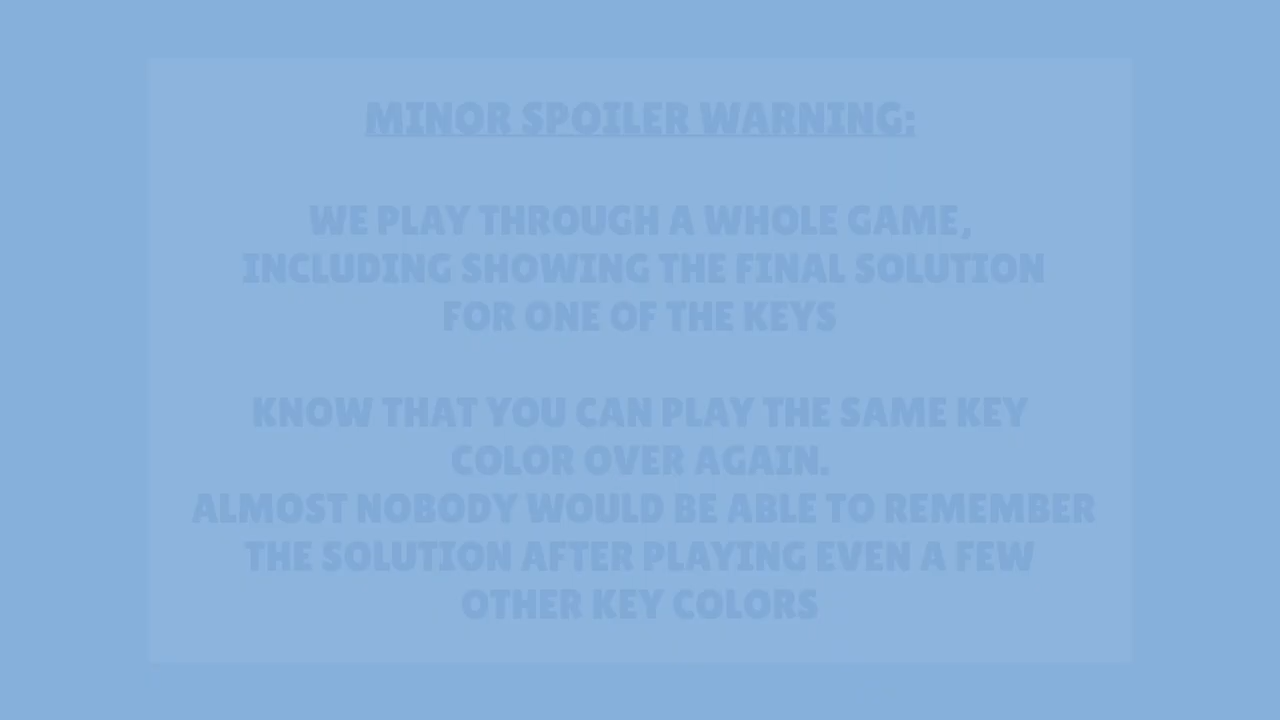 MINOR SPOILER WARNING:
WE PLAY THROUGH A WHOLE GAME,
INCLUDING SHOWING THE FINAL SOLUTION
FOR ONE OF THE KEYS
KNOW THAT YOU CAN PLAY THE SAME KEY
COLOR OVER AGAIN.
ALMOST NOBODY WOULD BE ABLE TO REMEMBER
THE SOLUTION AFTER PLAYING EVEN A FEW
OTHER KEY COLORS